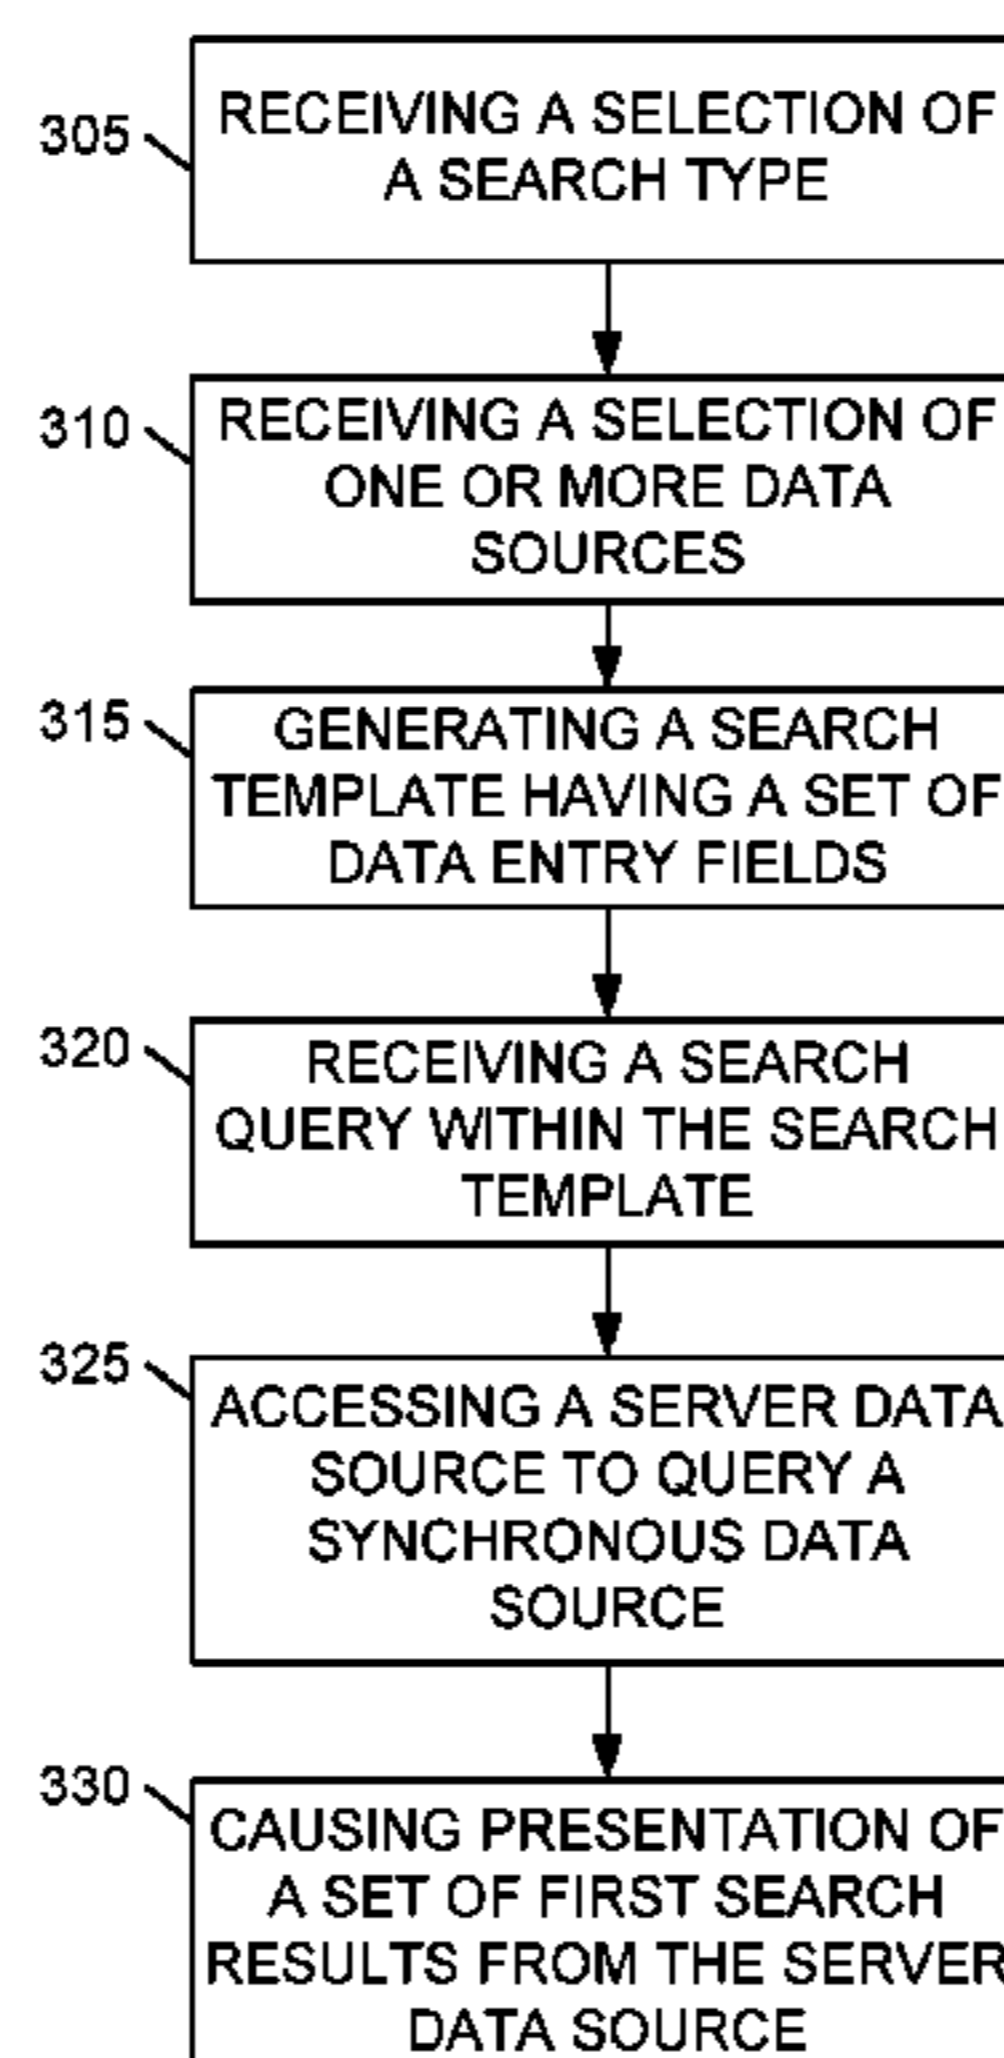 305
RECEIVING A SELECTION OF
A SEARCH TYPE
310
RECEIVING A SELECTION OF
ONE OR MORE DATA
SOURCES
315
GENERATING A SEARCH
TEMPLATE HAVING A SET OF
DATA ENTRY FIELDS
320
RECEIVING A SEARCH
QUERY WITHIN THE SEARCH
TEMPLATE
325
ACCESSING A SERVER DATA
SOURCE TO QUERY A
SYNCHRONOUS DATA
SOURCE
330
CAUSING PRESENTATION OF
A SET OF FIRST SEARCH
RESULTS FROM THE SERVER
DATA SOURCE